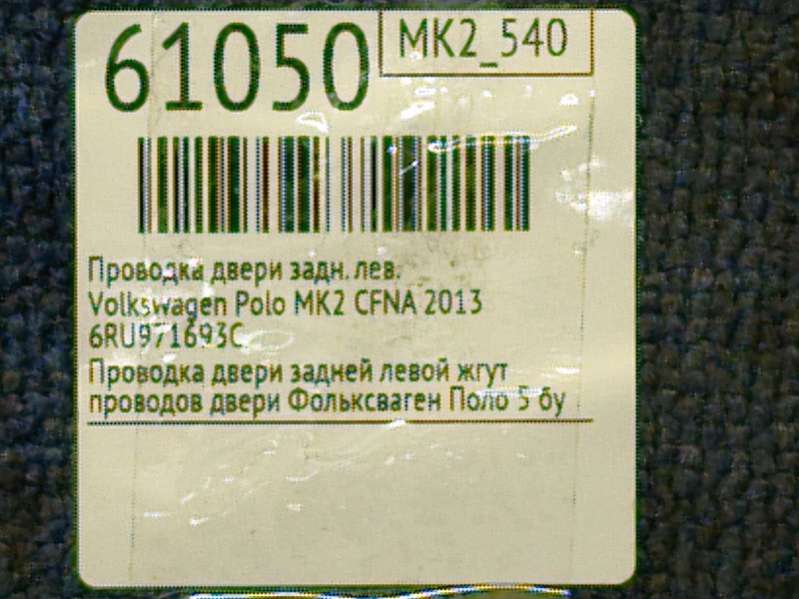 61050
MK2_540
Проводка двери задн. лев.
Volkswagen Polo MK2 CFNA 2013
6RU971693C
Проводка двери задней левой жгут
проводов двери Фольксваген Поло 5 бу